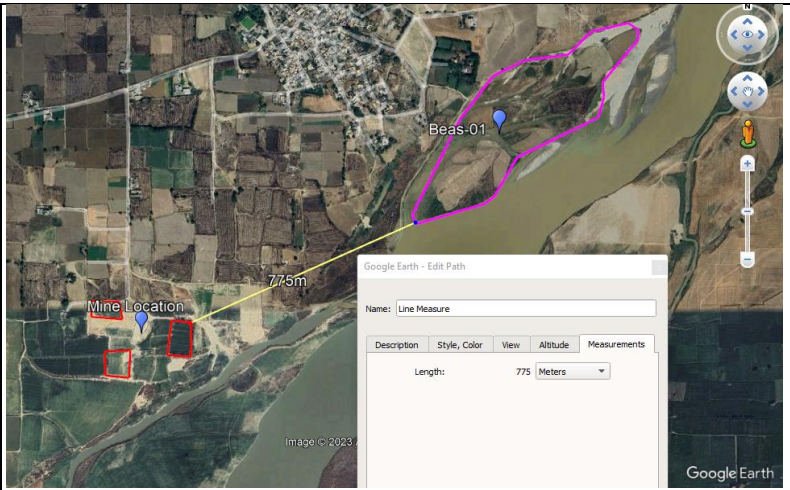 N
Beas-01
775m
Mine Location
Google Earth - Edit Path
Name: Line Measure
Description Style, Color View Altitude Measurements
Length: 775 Meters
Image © 2023
Google Earth